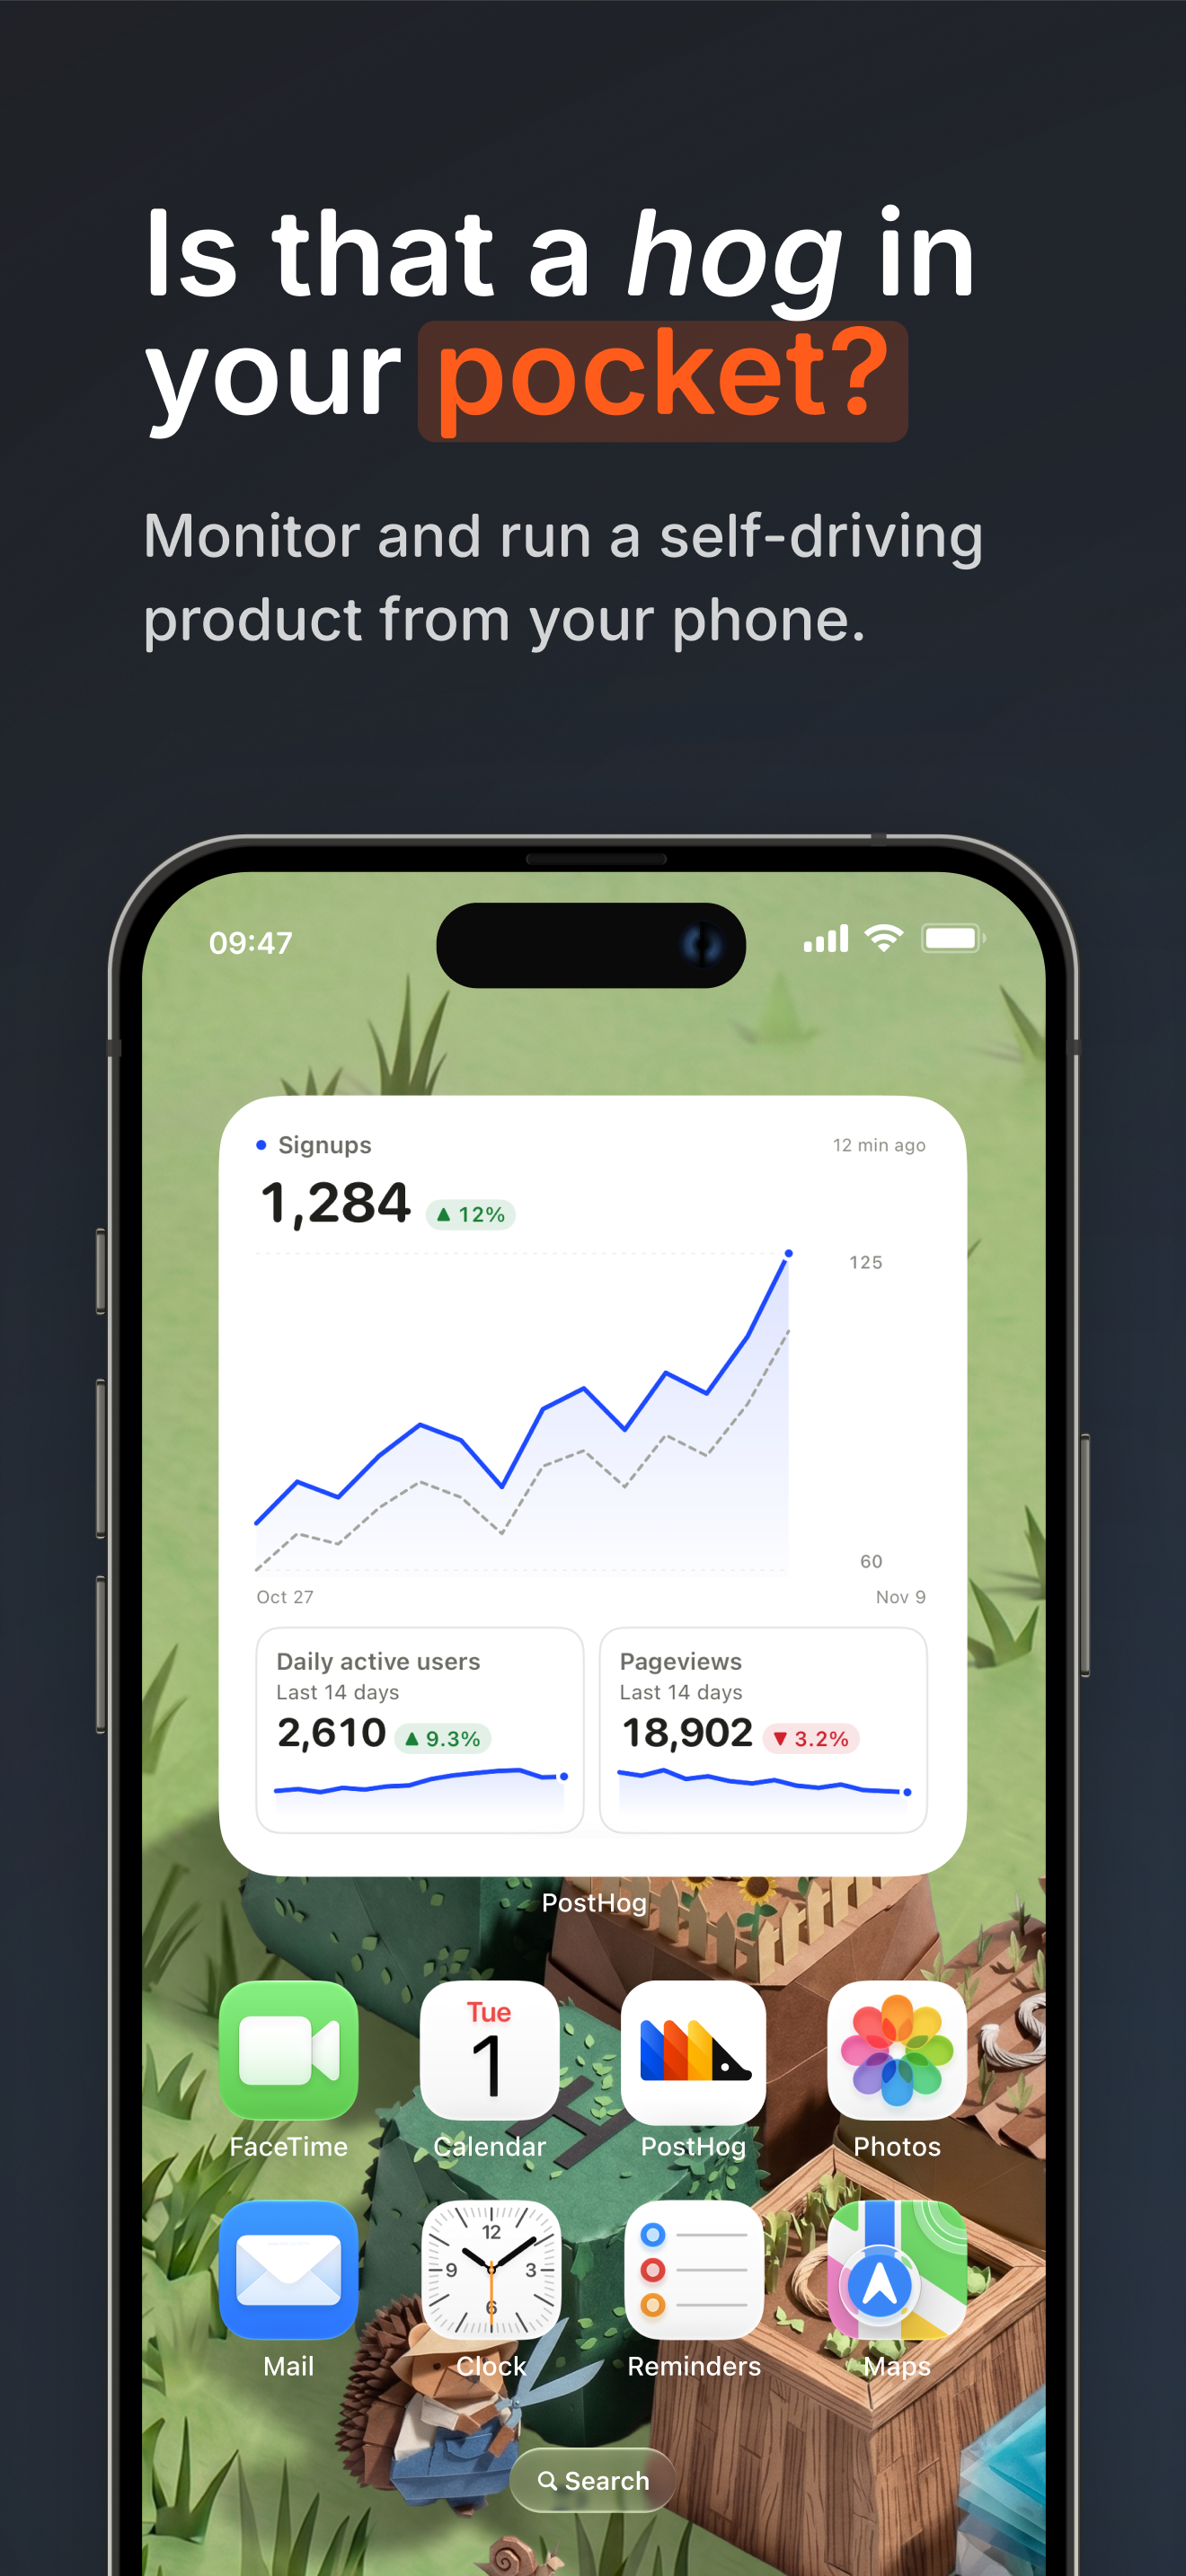 Is that a hog in
your pocket?
Monitor and run a self-driving
product from your phone.
09:47
Signups
12 min ago
1,284 ▲ 12%
125
60
Oct 27
Nov 9
Daily active users
Last 14 days
2,610 ▲ 9.3%
Pageviews
Last 14 days
18,902 ▼ 3.2%
PostHog
Tue
1
FaceTime
Calendar
PostHog
Photos
12
9
3
6
Mail
Clock
Reminders
Maps
H
Search